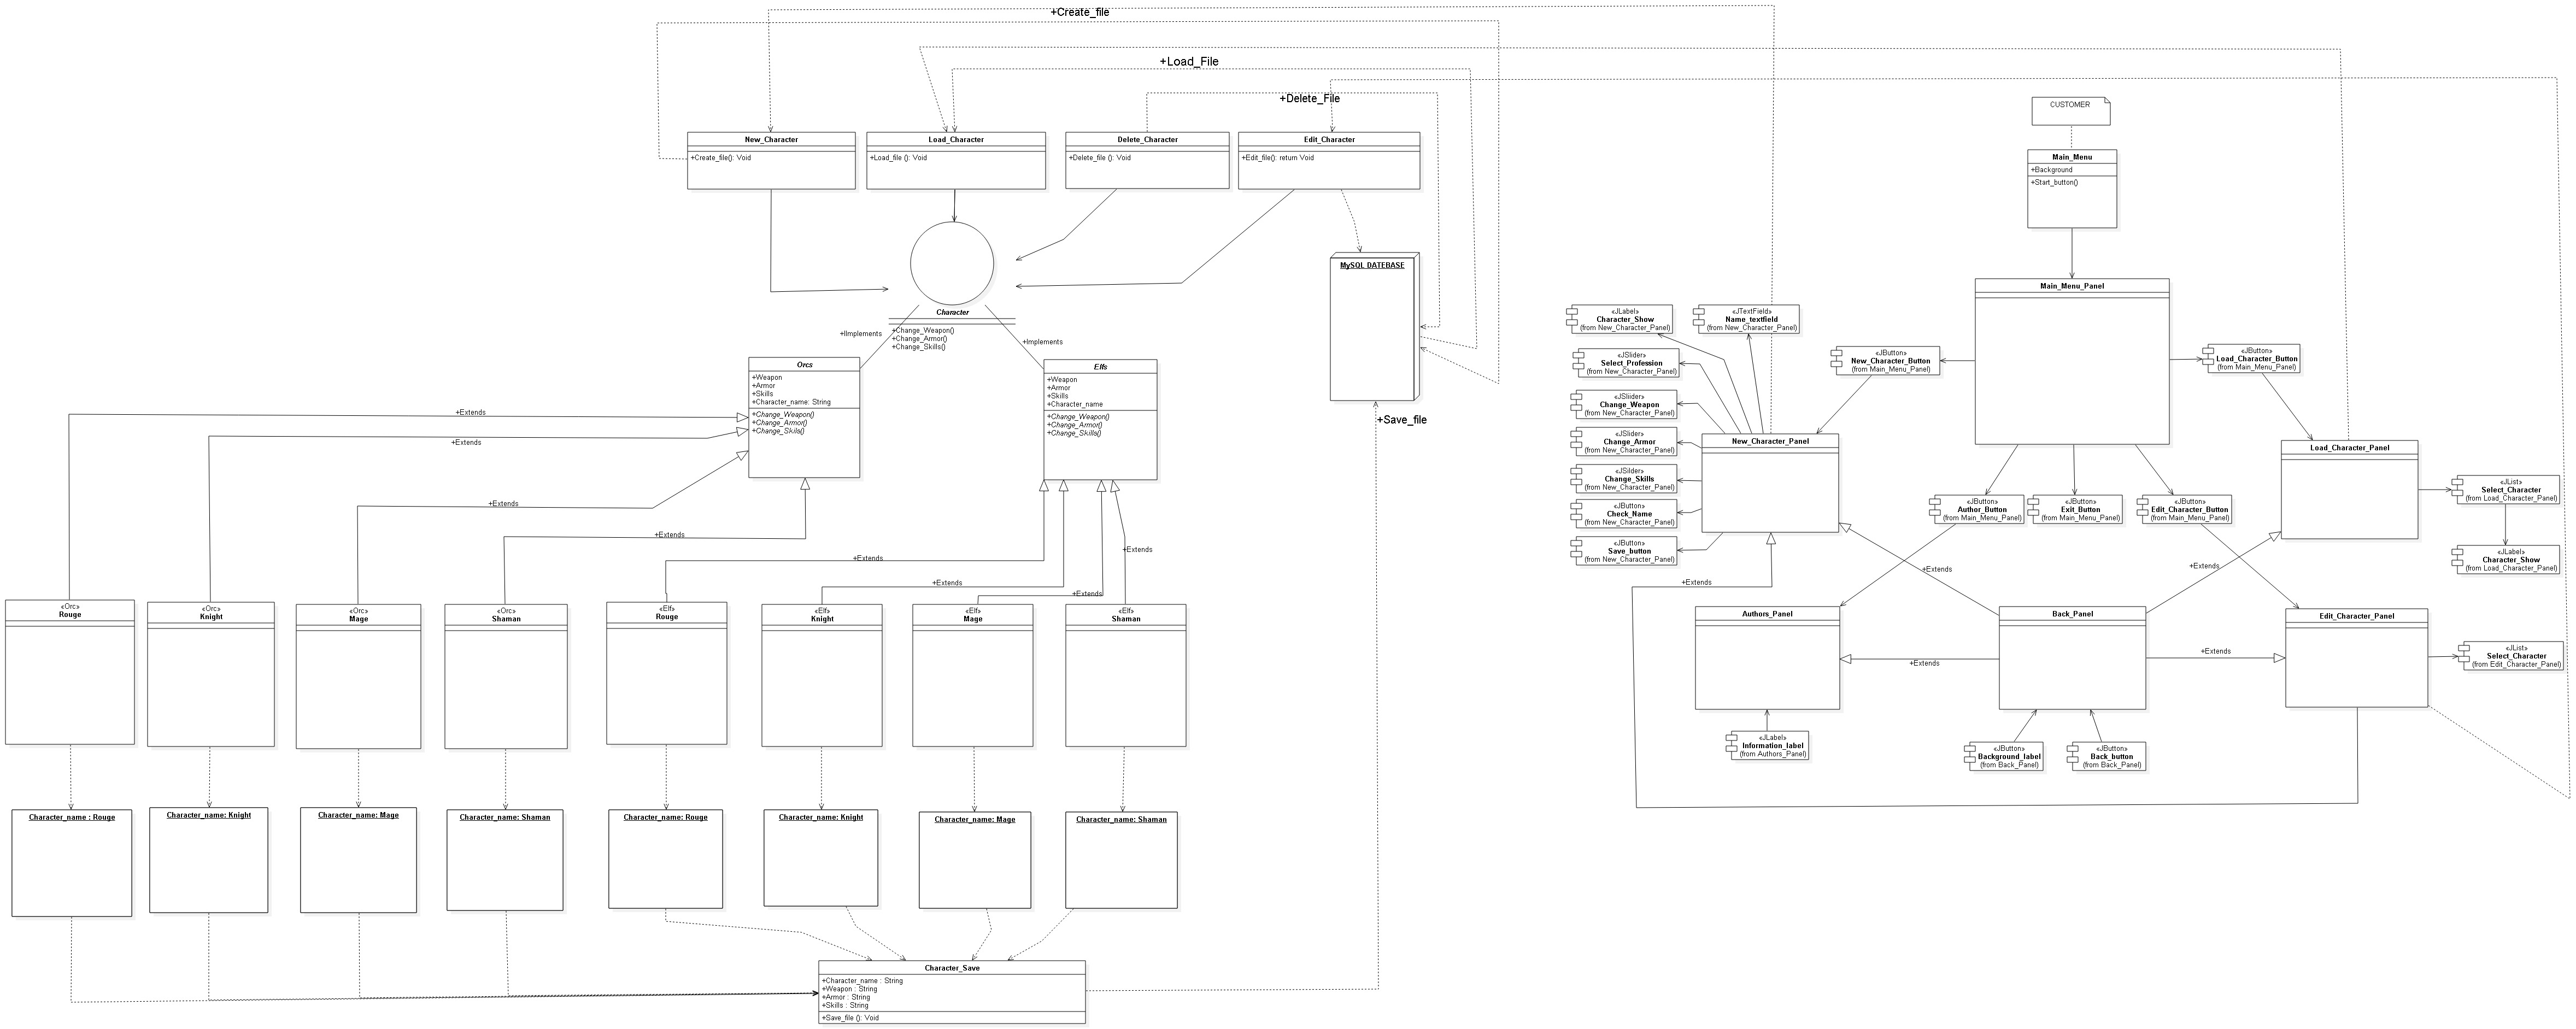 +Create_file
+Load_File
+Delete_File
CUSTOMER
New_Character
+Create_file(): Void
Load_Character
+Load_file (): Void
Delete_Character
+Delete_file (): Void
Edit_Character
+Edit_file(): return Void
Main_Menu
+Background
+Start_button()
MySQL DATEBASE
Main_Menu_Panel
Character
+Change_Weapon()
+Change_Armor()
+Change_Skills()
+IImplements
+Implements
Orcs
+Weapon
+Armor
+Skills
+Character_name: String
+Change_Weapon()
+Change_Armor()
+Change_Skils()
Elfs
+Weapon
+Armor
+Skills
+Character_name
+Change_Weapon()
+Change_Armor()
+Change_Skills()
+Save_file
«JLabel»
Character_Show
(from New_Character_Panel)
«JTextField»
Name_textfield
(from New_Character_Panel)
«JSlider»
Select_Profession
(from New_Character_Panel)
«JSliider»
Change_Weapon
(from New_Character_Panel)
«JSlider»
Change_Armor
(from New_Character_Panel)
«JSilder»
Change_Skills
(from New_Character_Panel)
«JButton»
Check_Name
(from New_Character_Panel)
«JButton»
Save_button
(from New_Character_Panel)
«JButton»
New_Character_Button
(from Main_Menu_Panel)
«JButton»
Load_Character_Button
(from Main_Menu_Panel)
New_Character_Panel
Load_Character_Panel
«JButton»
Author_Button
(from Main_Menu_Panel)
«JButton»
Exit_Button
(from Main_Menu_Panel)
«JButton»
Edit_Character_Button
(from Main_Menu_Panel)
«JList»
Select_Character
(from Load_Character_Panel)
«JLabel»
Character_Show
(from Load_Character_Panel)
+Extends
+Extends
+Extends
+Extends
+Extends
+Extends
+Extends
+Extends
+Extends
+Extends
+Extends
+Extends
+Extends
«Orc»
Rouge
«Orc»
Knight
«Orc»
Mage
«Orc»
Shaman
«Elf»
Rouge
«Elf»
Knight
«Elf»
Mage
«Elf»
Shaman
Authors_Panel
Back_Panel
Edit_Character_Panel
«JList»
Select_Character
(from Edit_Character_Panel)
«JLabel»
Information_label
(from Authors_Panel)
«JButton»
Background_label
(from Back_Panel)
«JButton»
Back_button
(from Back_Panel)
Character_name : Rouge
Character_name: Knight
Character_name: Mage
Character_name: Shaman
Character_name: Rouge
Character_name: Knight
Character_name: Mage
Character_name: Shaman
Character_Save
+Character_name : String
+Weapon : String
+Armor : String
+Skills : String
+Save_file (): Void